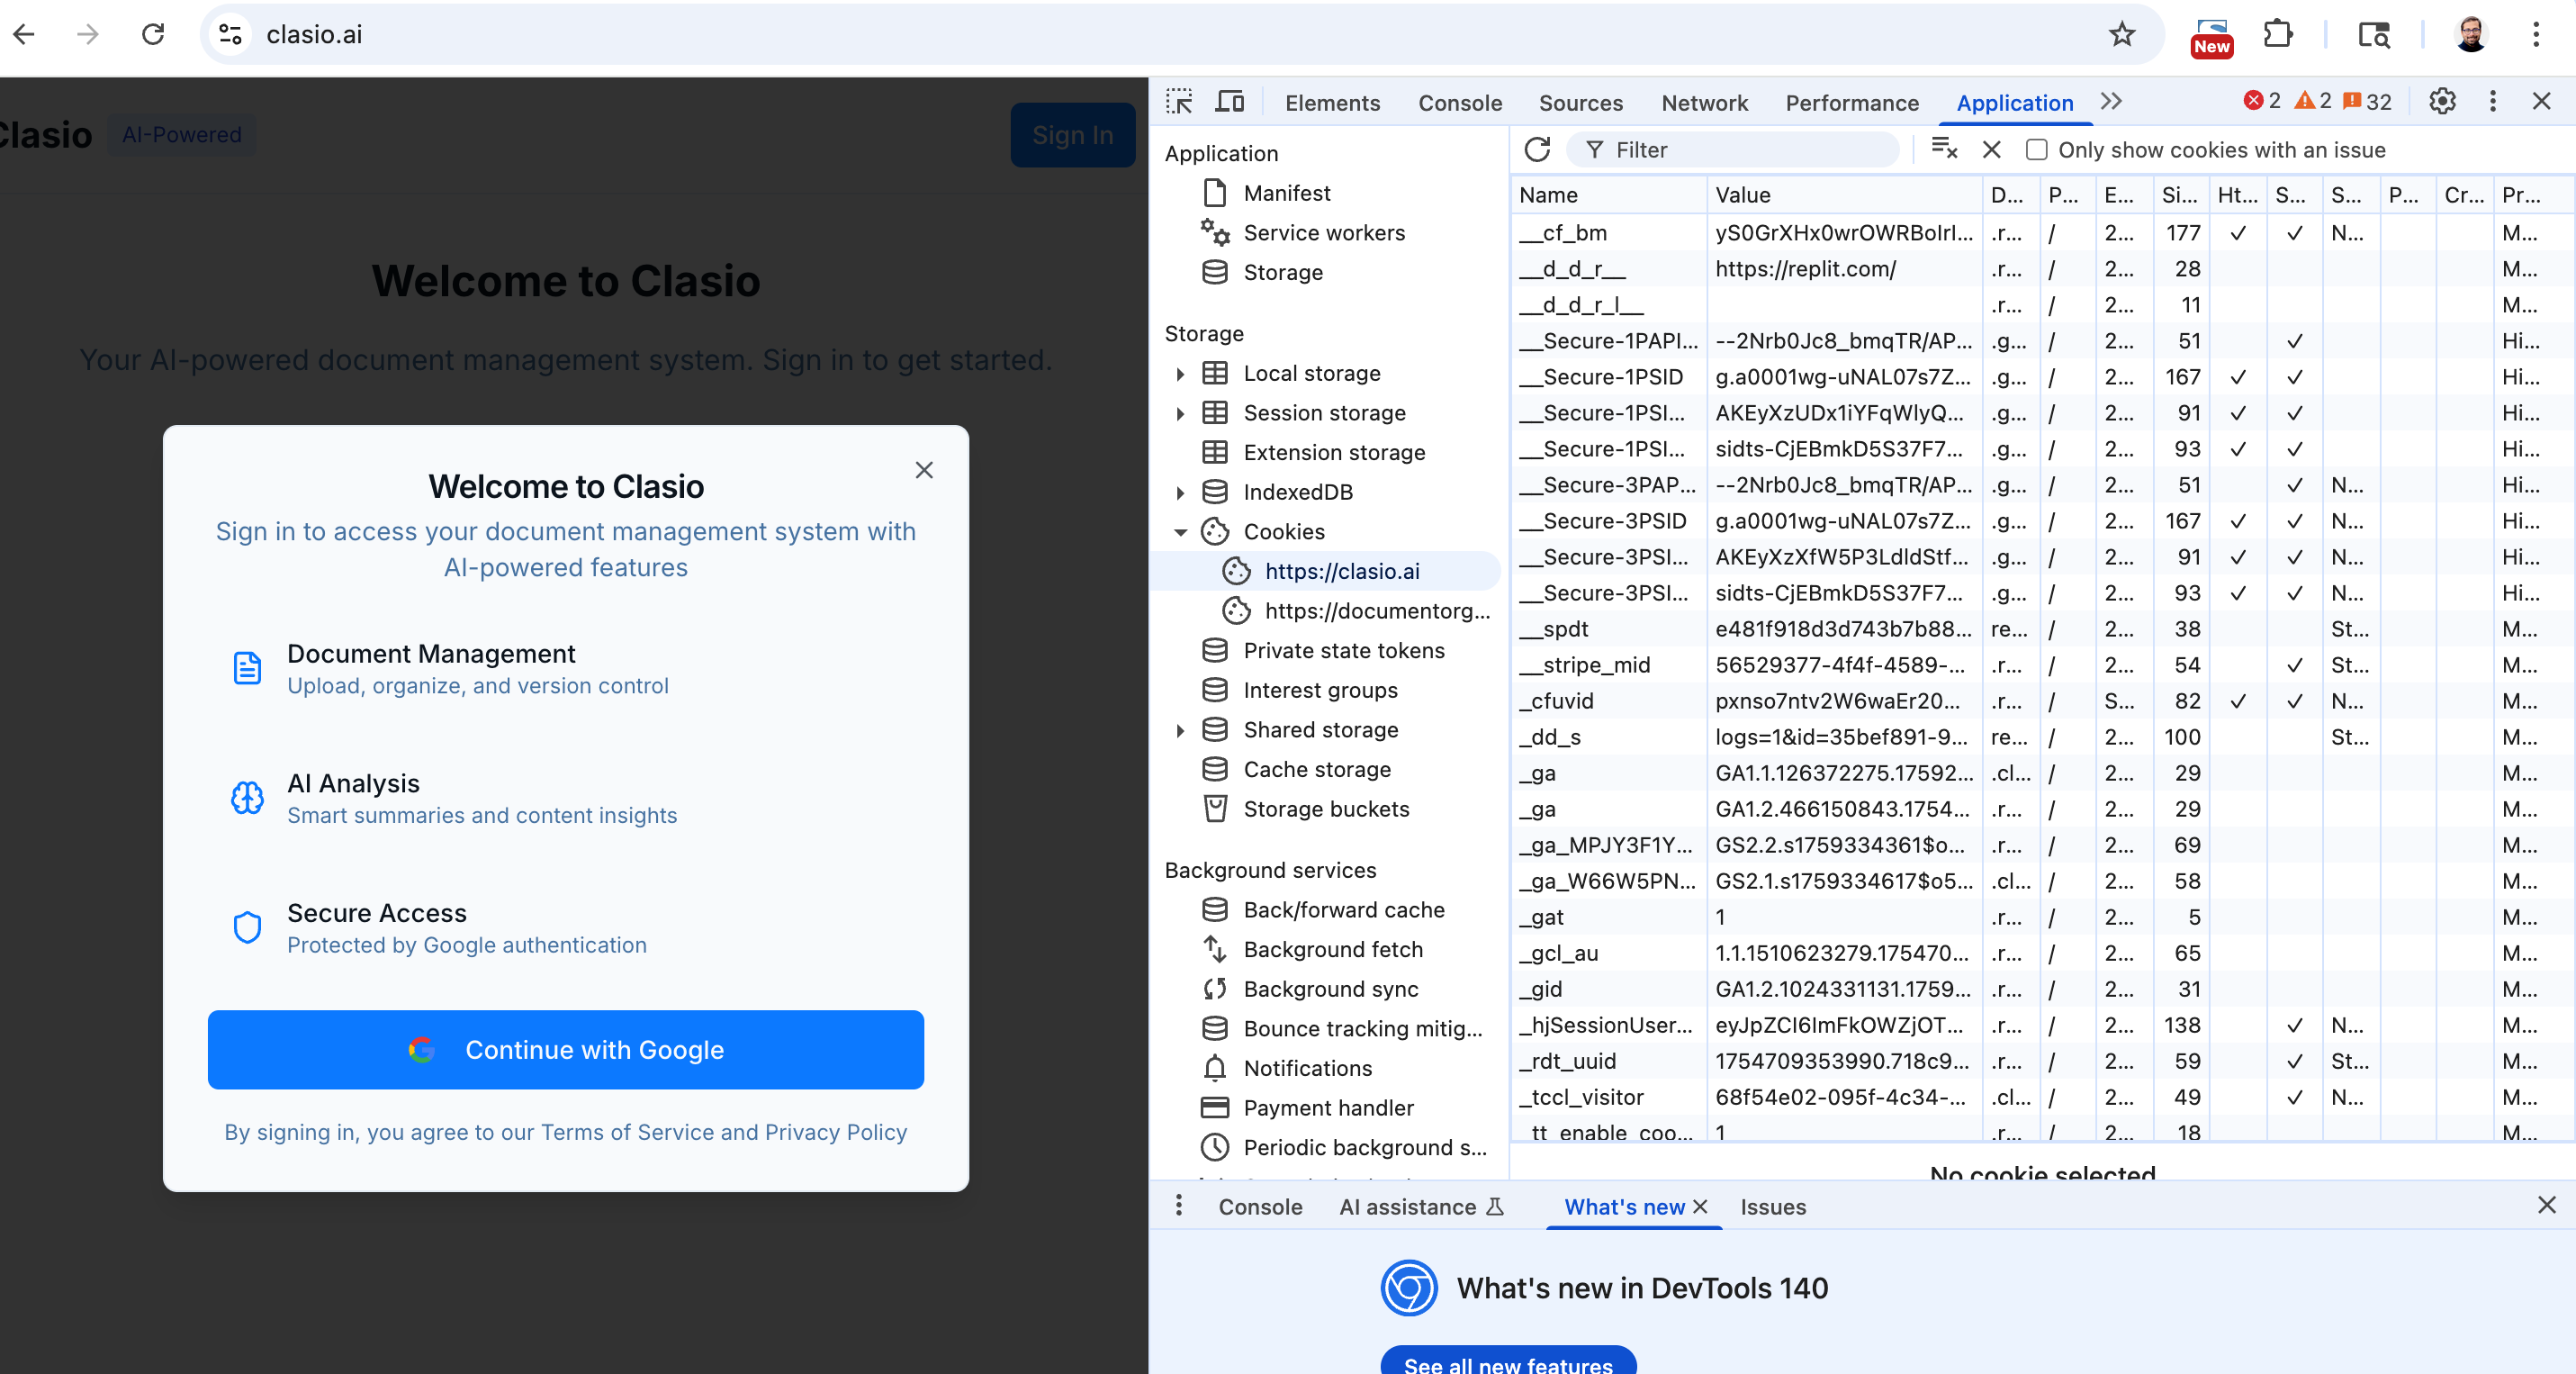 clasio.ai
New
Clasio
AI-Powered
Sign In
Welcome to Clasio
Your AI-powered document management system. Sign in to get started.
Welcome to Clasio
Sign in to access your document management system with
AI-powered features
Document Management
Upload, organize, and version control
AI Analysis
Smart summaries and content insights
Secure Access
Protected by Google authentication
Continue with Google
By signing in, you agree to our Terms of Service and Privacy Policy
Elements Console Sources Network Performance Application 2 2 32
Application
Manifest
Service workers
Storage
Storage
Local storage
Session storage
Extension storage
IndexedDB
Cookies
https://clasio.ai
https://documentorg...
Private state tokens
Interest groups
Shared storage
Cache storage
Storage buckets
Background services
Back/forward cache
Background fetch
Background sync
Bounce tracking mitig...
Notifications
Payment handler
Periodic background s...
Filter Only show cookies with an issue
Name Value D... P... E... Si... Ht... S... S... P... Cr... Pr...
__cf_bm yS0GrXHx0wrOWRBoIrI... .r... / 2... 177 ✓ ✓ N... M...
__d_d_r__ https://replit.com/ .r... / 2... 28 M...
__d_d_r_l__ .r... / 2... 11 M...
__Secure-1PAPI... --2Nrb0Jc8_bmqTR/AP... .g... / 2... 51 ✓ Hi...
__Secure-1PSID g.a0001wg-uNAL07s7Z... .g... / 2... 167 ✓ ✓ Hi...
__Secure-1PSI... AKEyXzUDx1iYFqWlyQ... .g... / 2... 91 ✓ ✓ Hi...
__Secure-1PSI... sidts-CjEBmkD5S37F7... .g... / 2... 93 ✓ ✓ Hi...
__Secure-3PAP... --2Nrb0Jc8_bmqTR/AP... .g... / 2... 51 ✓ N... Hi...
__Secure-3PSID g.a0001wg-uNAL07s7Z... .g... / 2... 167 ✓ ✓ N... Hi...
__Secure-3PSI... AKEyXzXfW5P3LdldStf... .g... / 2... 91 ✓ ✓ N... Hi...
__Secure-3PSI... sidts-CjEBmkD5S37F7... .g... / 2... 93 ✓ ✓ N... Hi...
__spdt e481f918d3d743b7b88... re... / 2... 38 St... M...
__stripe_mid 56529377-4f4f-4589-... .r... / 2... 54 ✓ St... M...
_cfuvid pxnso7ntv2W6waEr20... .r... / S... 82 ✓ ✓ N... M...
_dd_s logs=1&id=35bef891-9... re... / 2... 100 St... M...
_ga GA1.1.126372275.17592... .cl... / 2... 29 M...
_ga GA1.2.466150843.1754... .r... / 2... 29 M...
_ga_MPJY3F1Y... GS2.2.s1759334361$o... .r... / 2... 69 M...
_ga_W66W5PN... GS2.1.s1759334617$o5... .cl... / 2... 58 M...
_gat 1 .r... / 2... 5 M...
_gcl_au 1.1.1510623279.175470... .r... / 2... 65 M...
_gid GA1.2.1024331131.1759... .r... / 2... 31 M...
_hjSessionUser... eyJpZCI6ImFkOWZjOT... .r... / 2... 138 ✓ N... M...
_rdt_uuid 1754709353990.718c9... .r... / 2... 59 ✓ St... M...
_tccl_visitor 68f54e02-095f-4c34-... .cl... / 2... 49 ✓ N... M...
_tt_enable_coo... 1 .r... / 2... 18 M...
No cookie selected
Console AI assistance What's new Issues
What's new in DevTools 140
See all new features